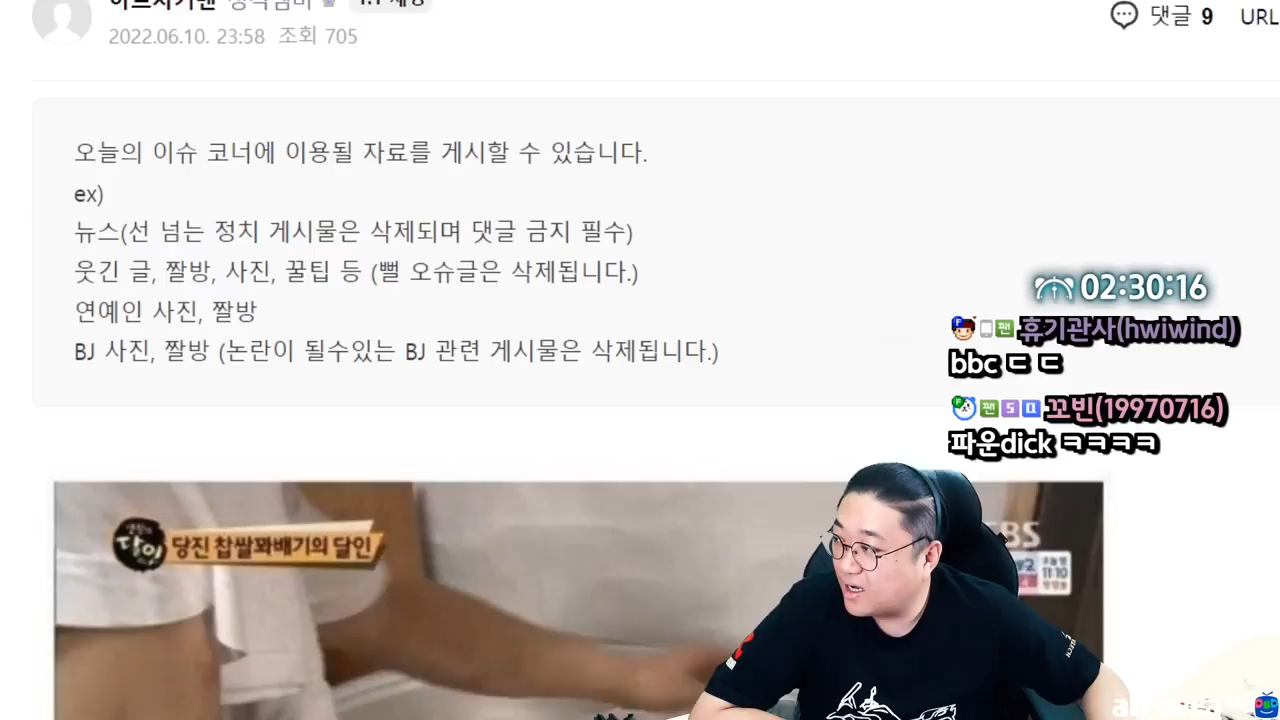 댓글 9 URL
2022.06.10. 23:58 조회 705
오늘의 이슈 코너에 이용될 자료를 게시할 수 있습니다.
ex)
뉴스(선 넘는 정치 게시물은 삭제되며 댓글 금지 필수)
웃긴 글, 짤방, 사진, 꿀팁 등 (뻘 오슈글은 삭제됩니다.)
연예인 사진, 짤방
BJ 사진, 짤방 (논란이 될수있는 BJ 관련 게시물은 삭제됩니다.)
02:30:16
팬 휴기관사(hwiwind)
bbc ㄷ ㄷ
팬 S 꼬빈(19970716)
파운dick ㅋㅋㅋㅋ
달인 당진 찹쌀꽈배기의 달인
SBS
11:10